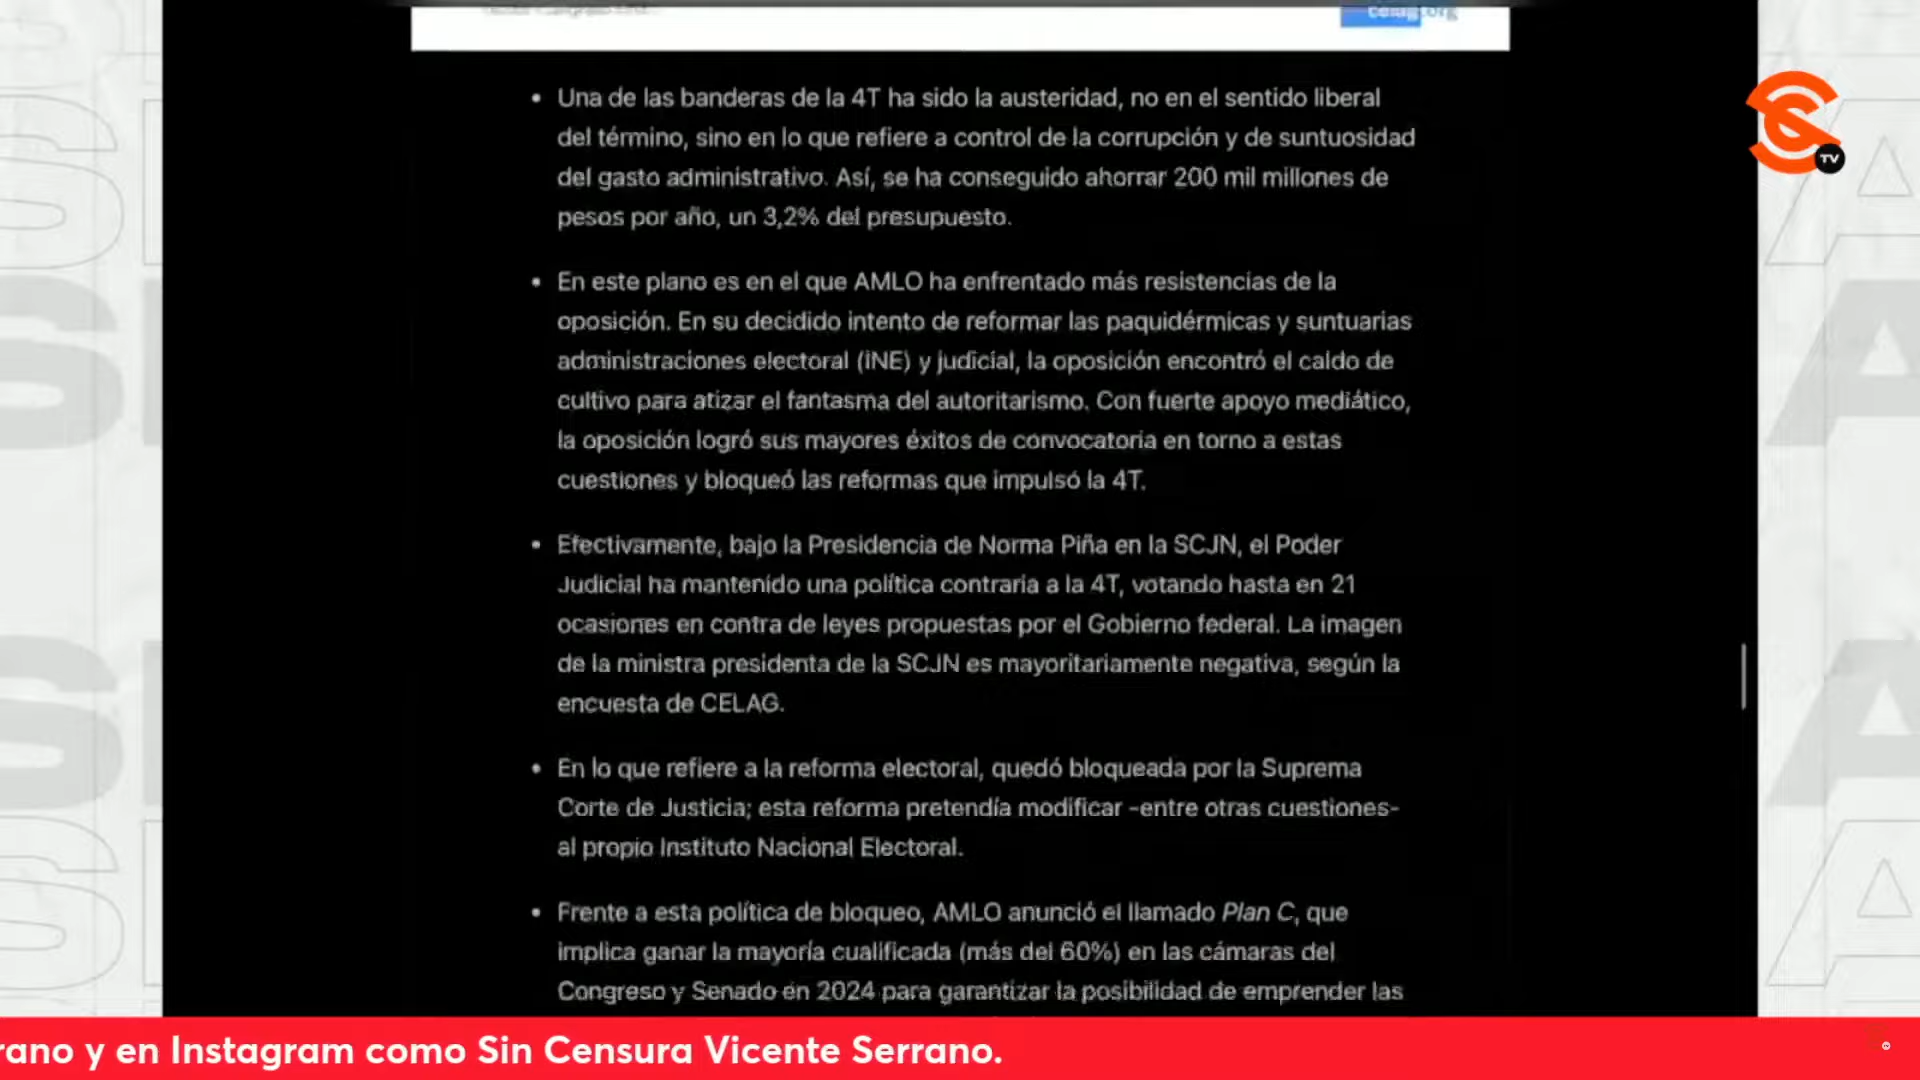 celag.org
TV
• Una de las banderas de la 4T ha sido la austeridad, no en el sentido liberal
del término, sino en lo que refiere a control de la corrupción y de suntuosidad
del gasto administrativo. Así, se ha conseguido ahorrar 200 mil millones de
pesos por año, un 3,2% del presupuesto.
• En este plano es en el que AMLO ha enfrentado más resistencias de la
oposición. En su decidido intento de reformar las paquidérmicas y suntuarias
administraciones electoral (INE) y judicial, la oposición encontró el caldo de
cultivo para atizar el fantasma del autoritarismo. Con fuerte apoyo mediático,
la oposición logró sus mayores éxitos de convocatoria en torno a estas
cuestiones y bloqueó las reformas que impulsó la 4T.
• Efectivamente, bajo la Presidencia de Norma Piña en la SCJN, el Poder
Judicial ha mantenido una política contraria a la 4T, votando hasta en 21
ocasiones en contra de leyes propuestas por el Gobierno federal. La imagen
de la ministra presidenta de la SCJN es mayoritariamente negativa, según la
encuesta de CELAG.
• En lo que refiere a la reforma electoral, quedó bloqueada por la Suprema
Corte de Justicia; esta reforma pretendía modificar -entre otras cuestiones-
al propio Instituto Nacional Electoral.
• Frente a esta política de bloqueo, AMLO anunció el llamado Plan C, que
implica ganar la mayoría cualificada (más del 60%) en las cámaras del
Congreso y Senado en 2024 para garantizar la posibilidad de emprender las
rano y en Instagram como Sin Censura Vicente Serrano.